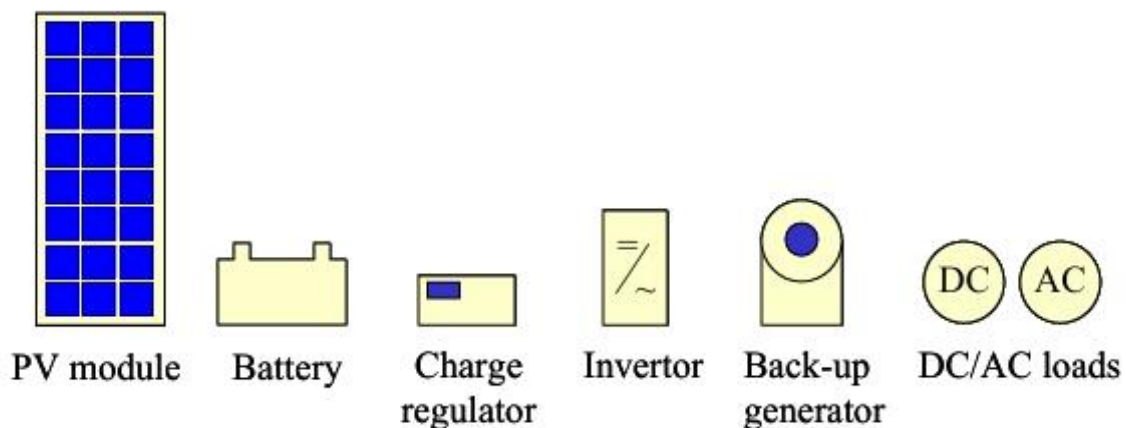 DC AC
PV module
Battery
Charge
regulator
Invertor
Back-up
generator
DC/AC loads